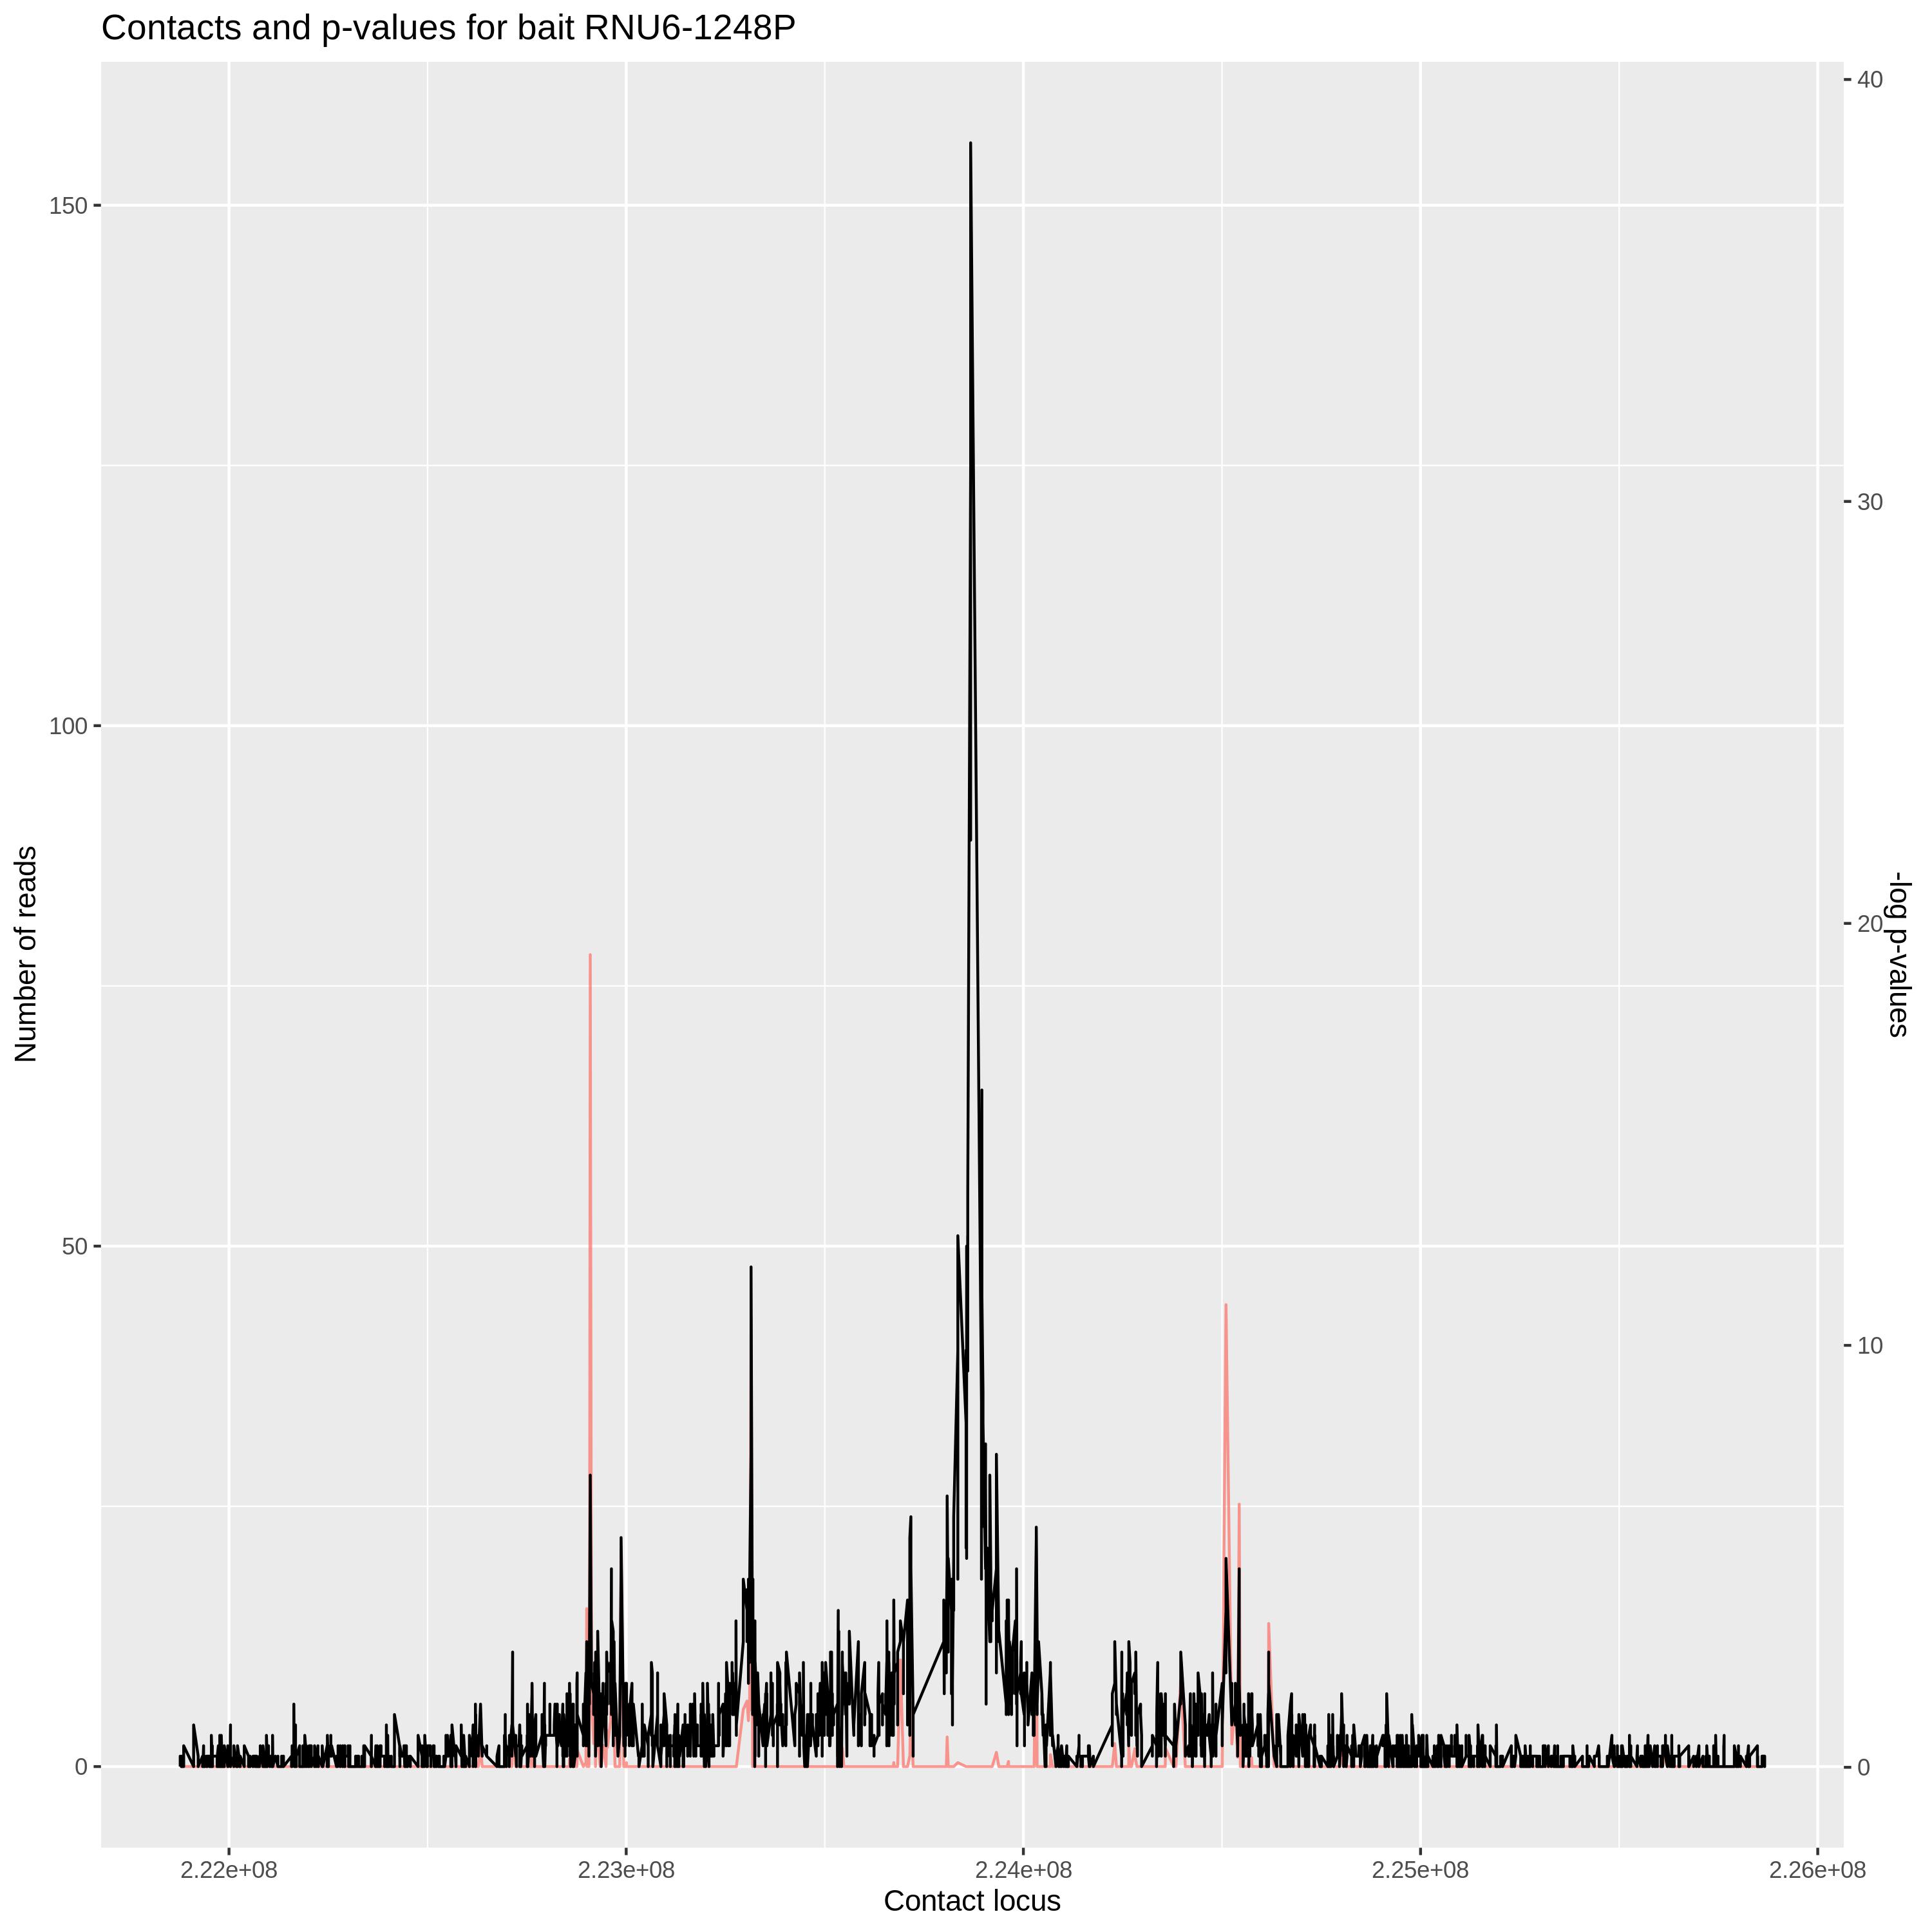 Contacts and p-values for bait RNU6-1248P
40
150
30
100
20
Number of reads
-log p-values
50
10
0
0
2.22e+08
2.23e+08
2.24e+08
2.25e+08
2.26e+08
Contact locus